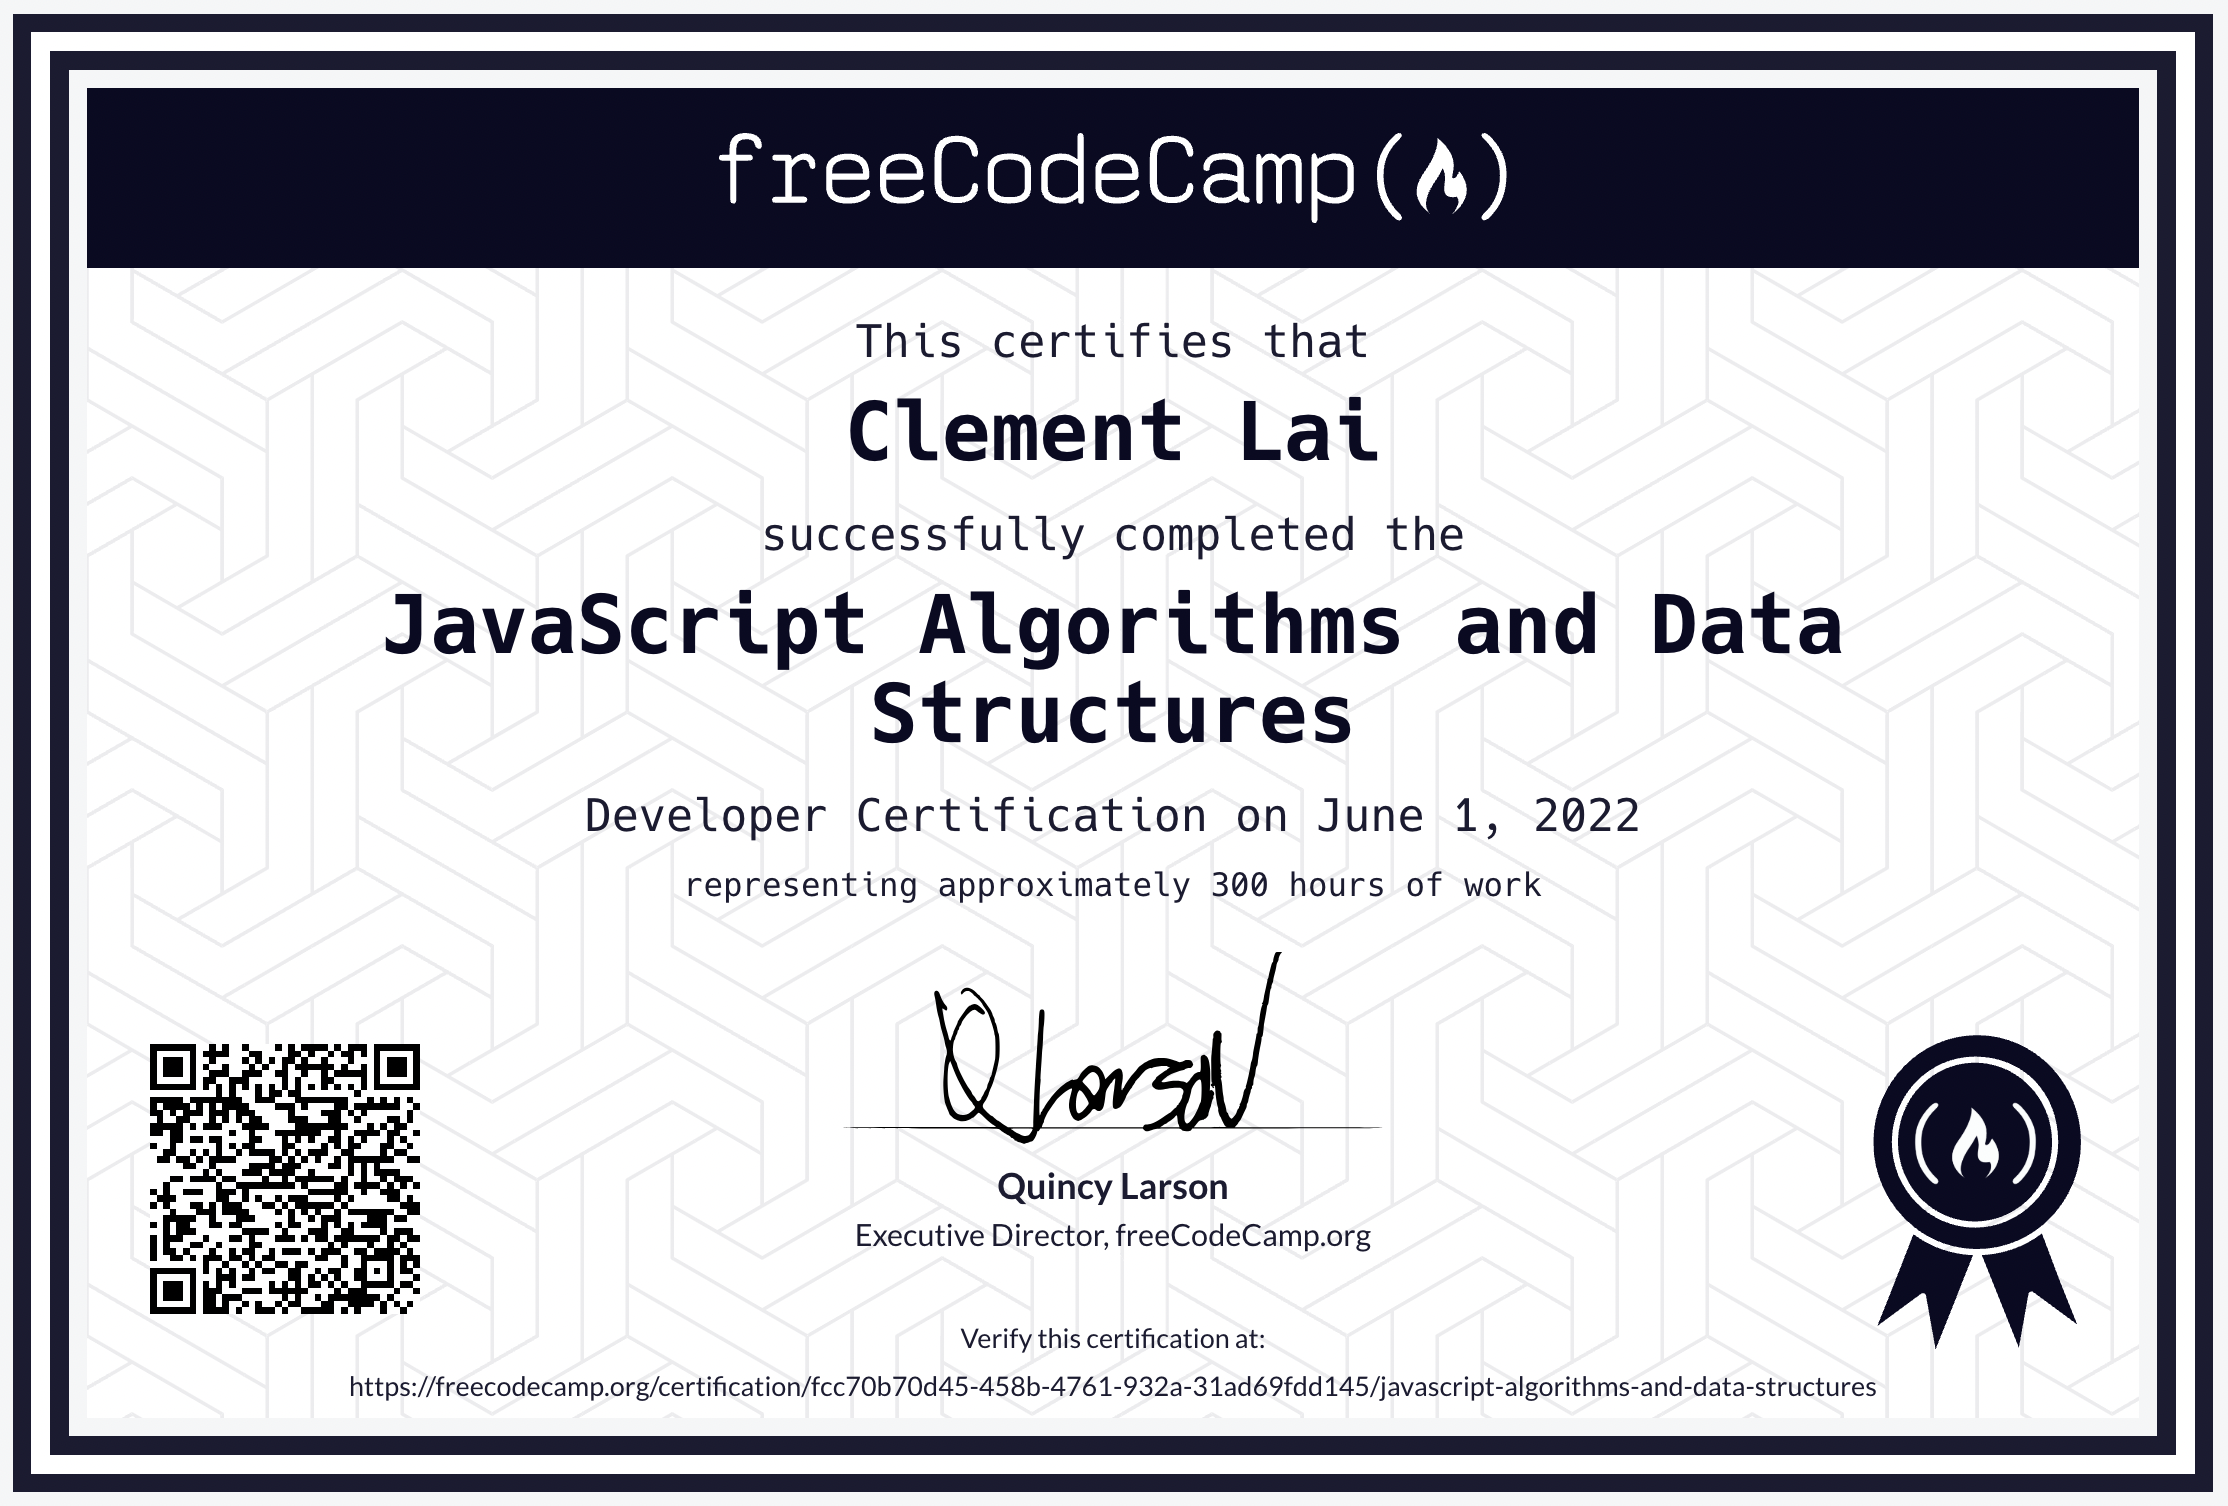 freeCodeCamp
This certifies that
Clement Lai
successfully completed the
JavaScript Algorithms and Data
Structures
Developer Certification on June 1, 2022
representing approximately 300 hours of work
Quincy Larson
Executive Director, freeCodeCamp.org
Verify this certification at:
https://freecodecamp.org/certification/fcc70b70d45-458b-4761-932a-31ad69fdd145/javascript-algorithms-and-data-structures